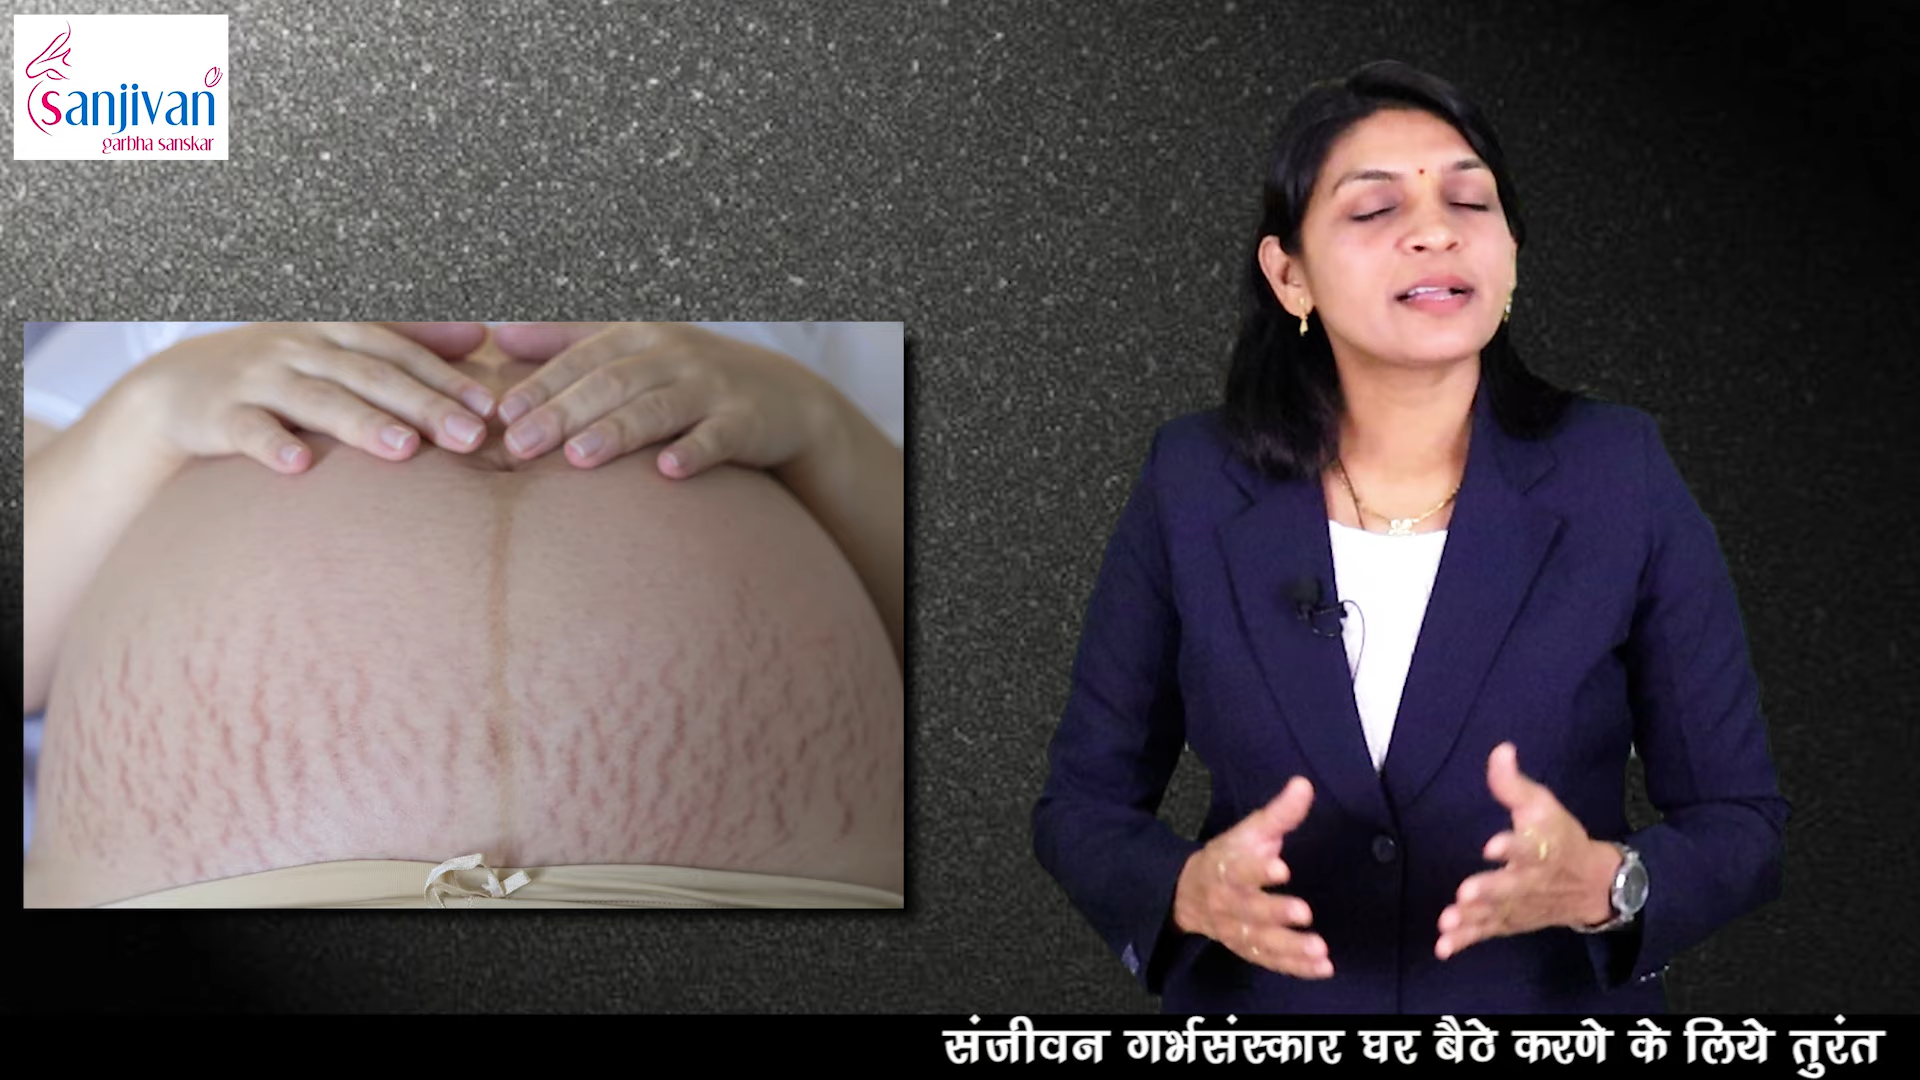 sanjivan
garbha sanskar
संजीवन गर्भसंस्कार घर बैठे करणे के लिये तुरंत